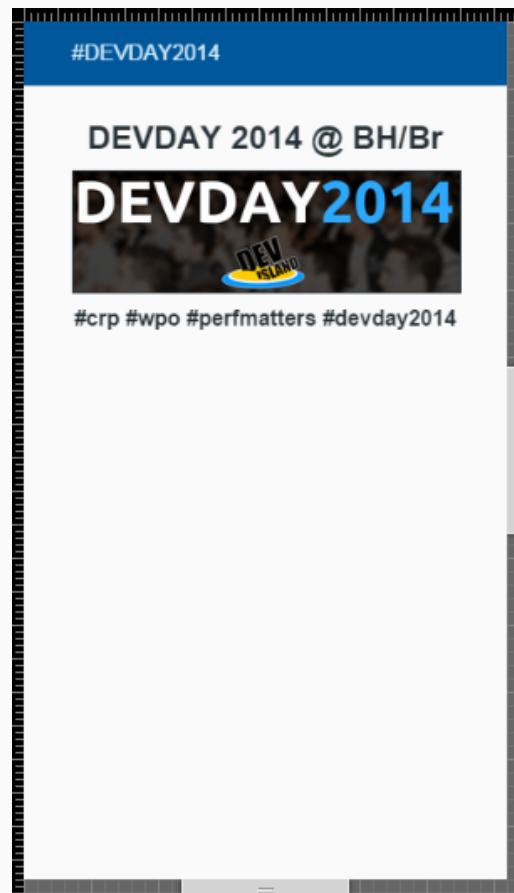 #DEVDAY2014
DEVDAY 2014 @ BH/Br
DEVDAY2014
DEV
ISLAND
#crp #wpo #perfmatters #devday2014